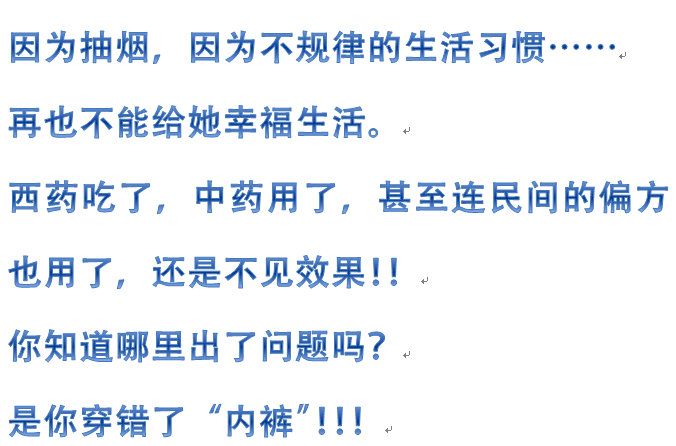 因为抽烟，因为不规律的生活习惯……
再也不能给她幸福生活。
西药吃了，中药用了，甚至连民间的偏方
也用了，还是不见效果!!
你知道哪里出了问题吗?
是你穿错了“内裤”!!!